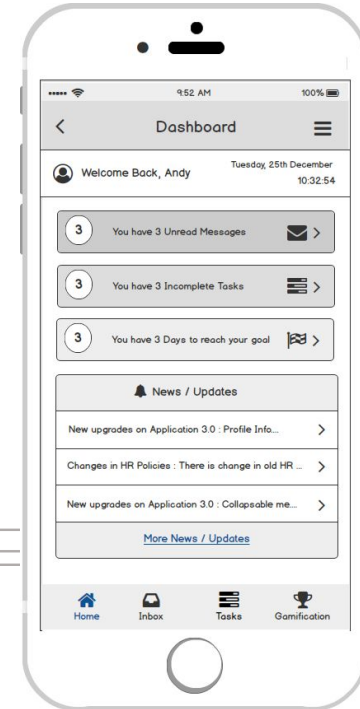 9:52 AM 100%
Dashboard
Welcome Back, Andy
Tuesday, 25th December
10:32:54
3 You have 3 Unread Messages
3 You have 3 Incomplete Tasks
3 You have 3 Days to reach your goal
News / Updates
New upgrades on Application 3.0 : Profile Info...
Changes in HR Policies : There is change in old HR ...
New upgrades on Application 3.0 : Collapsable me...
More News / Updates
Home Inbox Tasks Gamification